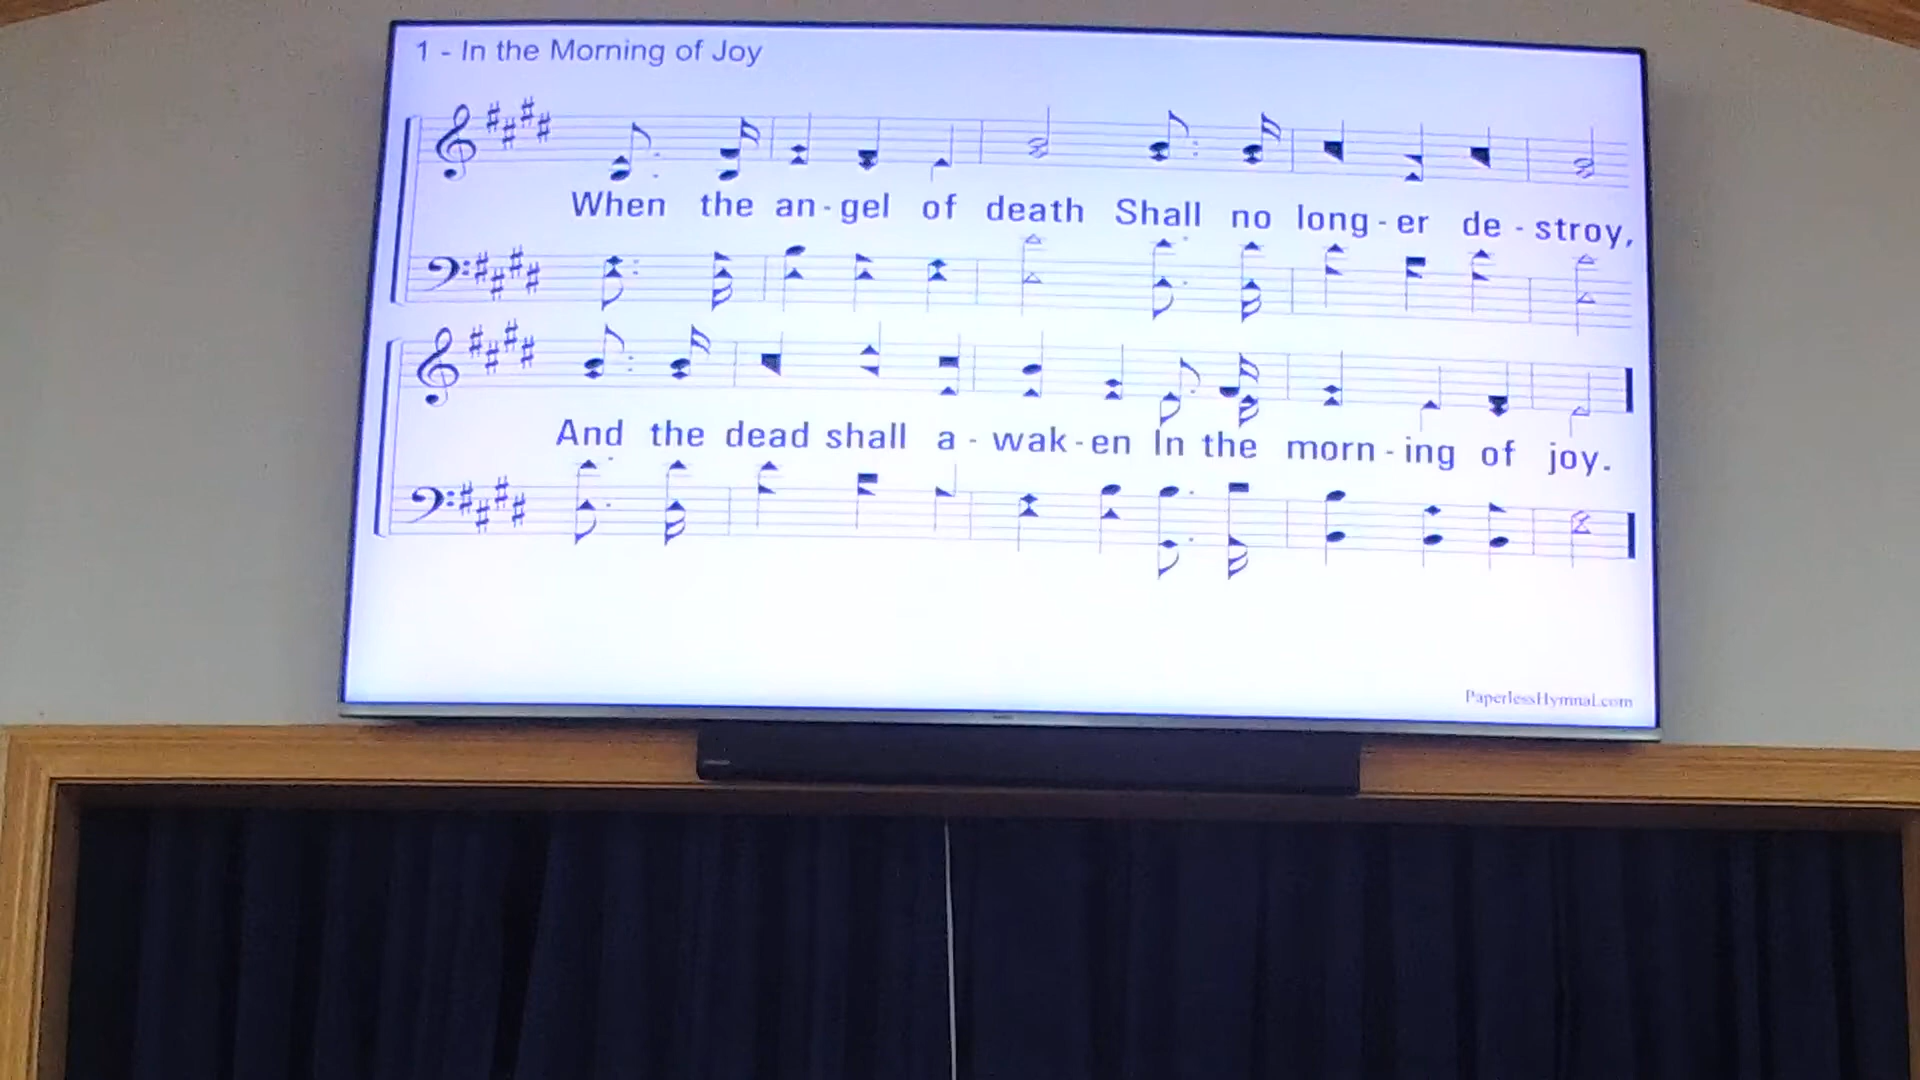 1 - In the Morning of Joy
When the an - gel of death Shall no long - er de - stroy,
And the dead shall a - wak - en In the morn - ing of joy.
PaperlessHymnal.com